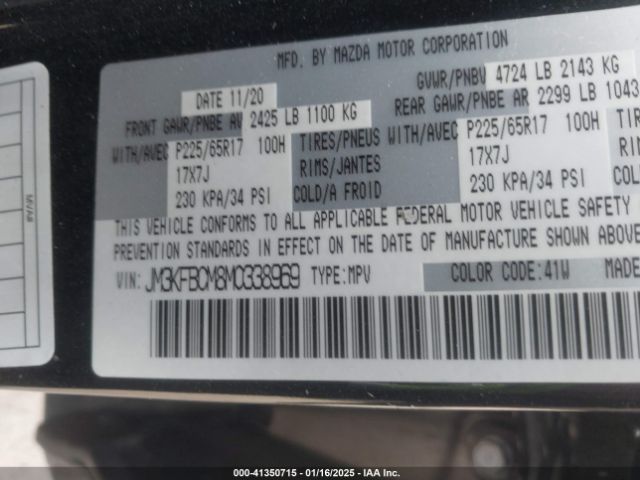 MFD. BY MAZDA MOTOR CORPORATION
DATE 11/20 GVWR/PNBV 4724 LB 2143 KG
FRONT GAWR/PNBE AV 2425 LB 1100 KG REAR GAWR/PNBE AR 2299 LB 1043
WITH/AVEC P225/65R17 100H TIRES/PNEUS WITH/AVEC P225/65R17 100H
17X7J RIMS/JANTES 17X7J
230 KPA/34 PSI COLD/A FROID 230 KPA/34 PSI
THIS VEHICLE CONFORMS TO ALL APPLICABLE FEDERAL MOTOR VEHICLE SAFETY
PREVENTION STANDARDS IN EFFECT ON THE DATE OF MANUFACTURE SHOWN ABOVE
VIN: JM3KFBCM8M0338969 TYPE:MPV COLOR CODE:41W MADE
MVAB
000-41350715 - 01/16/2025 - IAA Inc.